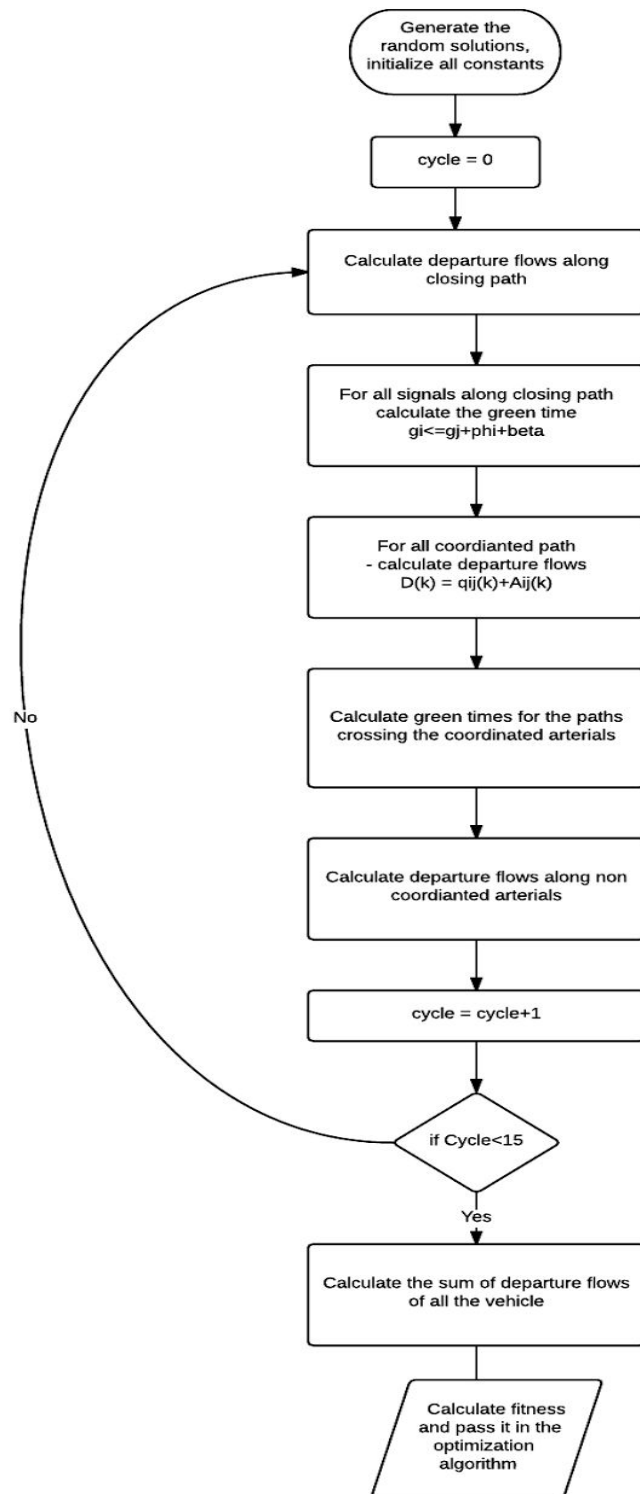 Generate the
random solutions,
initialize all constants
cycle = 0
Calculate departure flows along
closing path
For all signals along closing path
calculate the green time
gi<=gj+phi+beta
For all coordianted path
- calculate departure flows
D(k) = qij(k)+Aij(k)
No
Calculate green times for the paths
crossing the coordinated arterials
Calculate departure flows along non
coordianted arterials
cycle = cycle+1
if Cycle<15
Yes
Calculate the sum of departure flows
of all the vehicle
Calculate fitness
and pass it in the
optimization
algorithm